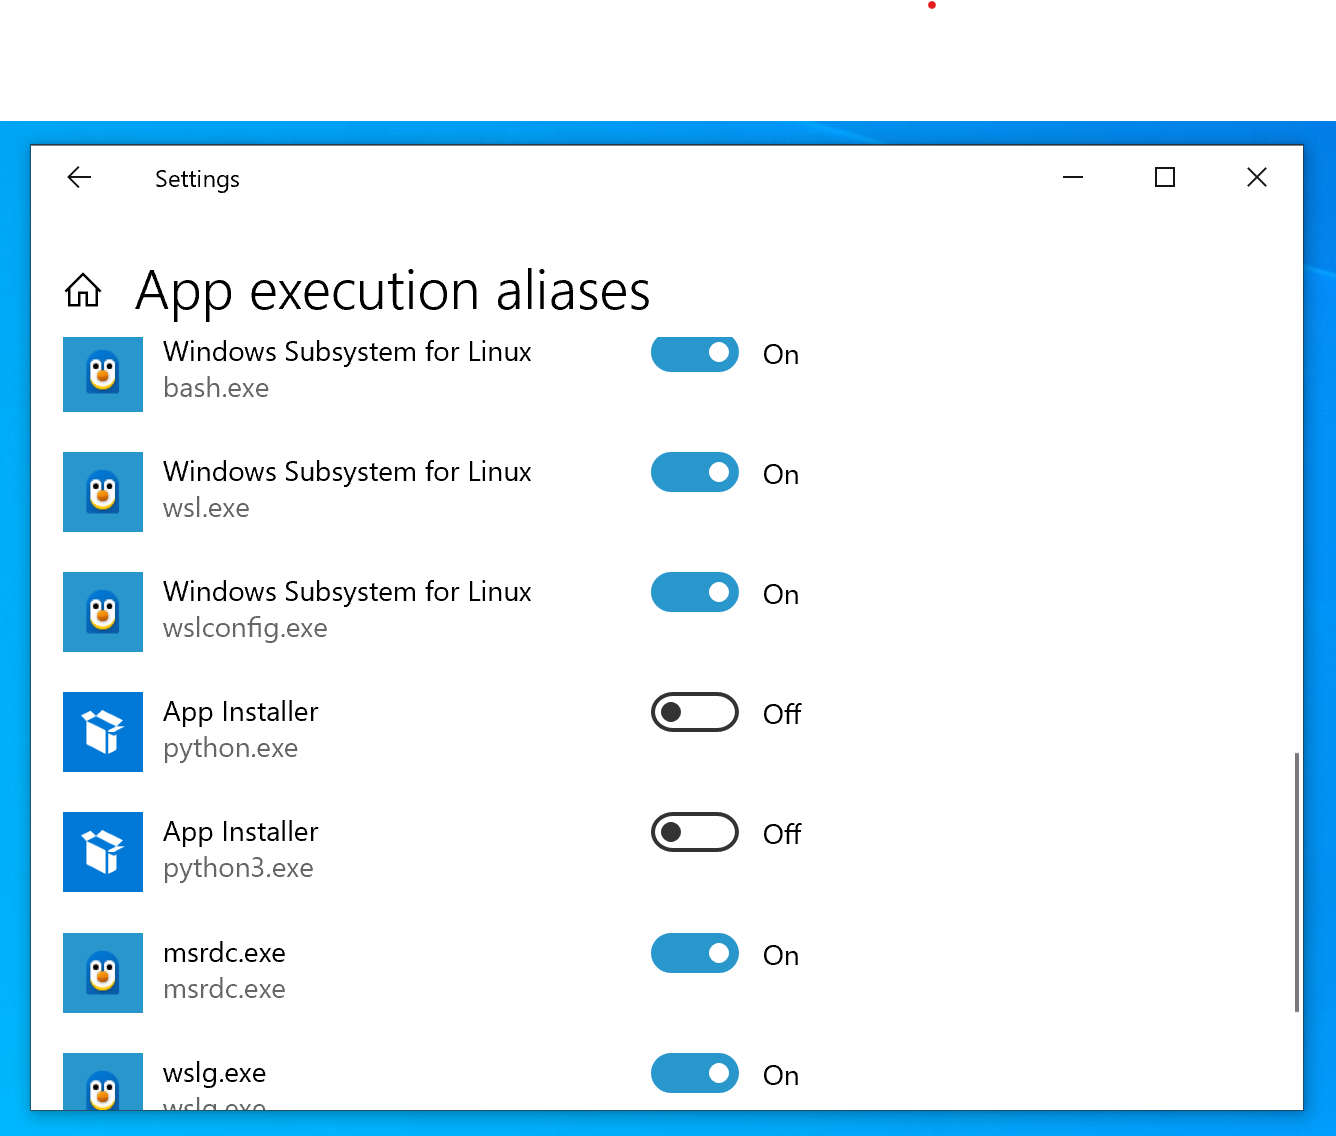 Settings
App execution aliases
Windows Subsystem for Linux
On
bash.exe
Windows Subsystem for Linux
On
wsl.exe
Windows Subsystem for Linux
On
wslconfig.exe
App Installer
Off
python.exe
App Installer
Off
python3.exe
msrdc.exe
On
msrdc.exe
wslg.exe
On
wslg.exe